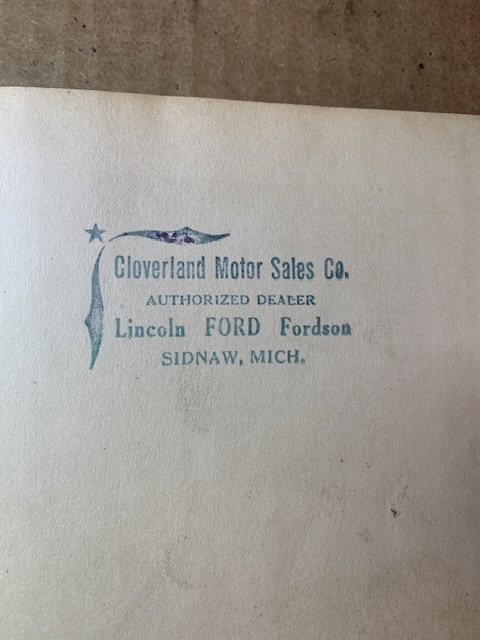 Cloverland Motor Sales Co.
AUTHORIZED DEALER
Lincoln FORD Fordson
SIDNAW, MICH.